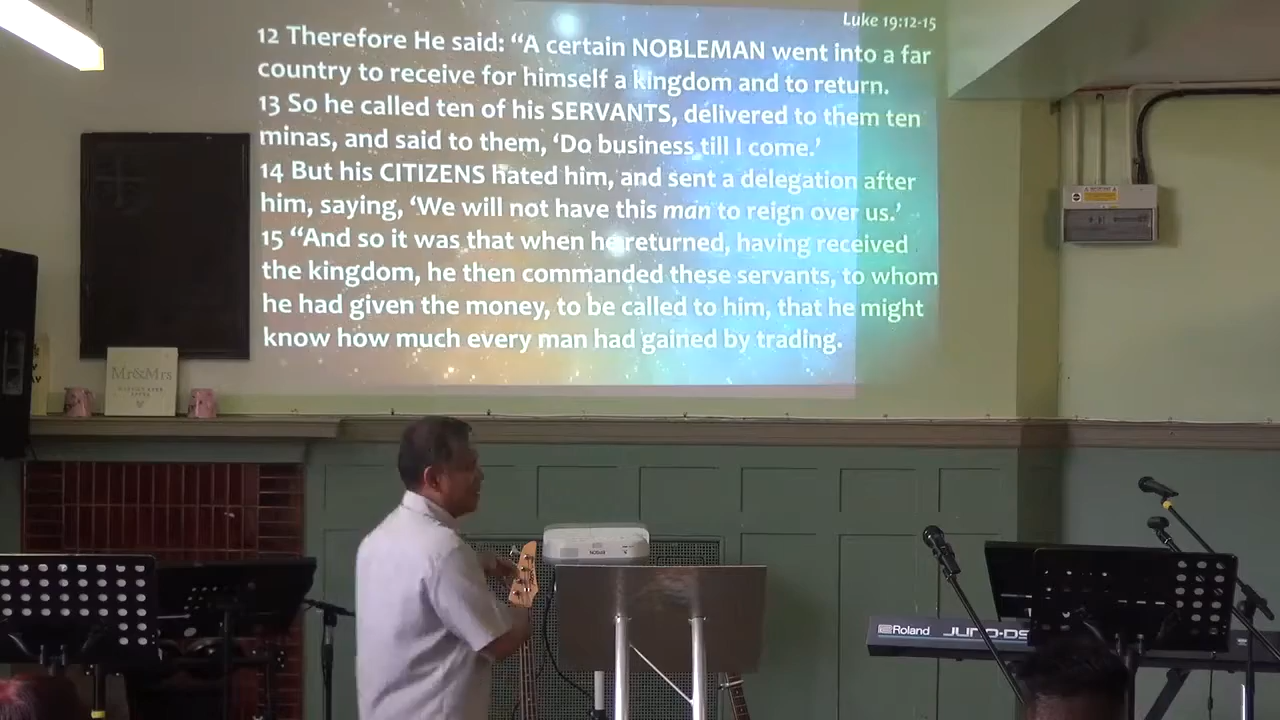 Luke 19:12-15
12 Therefore He said: “A certain NOBLEMAN went into a far
country to receive for himself a kingdom and to return.
13 So he called ten of his SERVANTS, delivered to them ten
minas, and said to them, ‘Do business till I come.’
14 But his CITIZENS hated him, and sent a delegation after
him, saying, ‘We will not have this man to reign over us.’
15 “And so it was that when he returned, having received
the kingdom, he then commanded these servants, to whom
he had given the money, to be called to him, that he might
know how much every man had gained by trading.
Mr&Mrs
Roland JUNO-DS